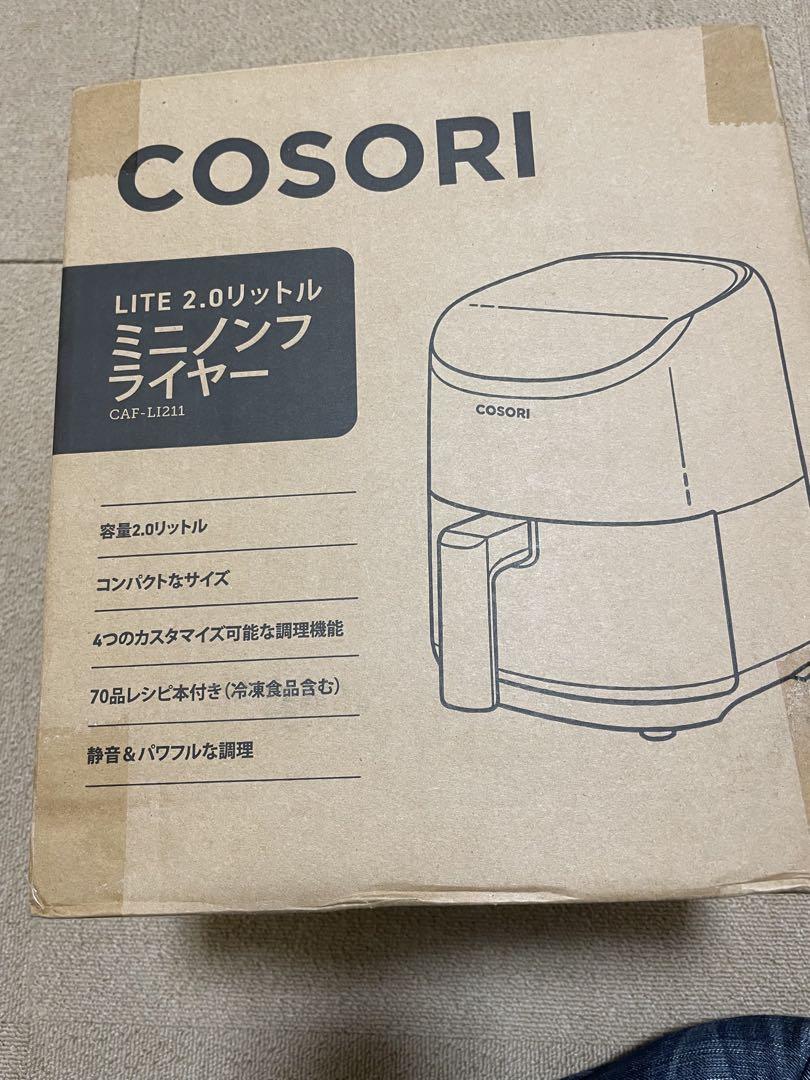 COSORI
LITE 2.0リットル
ミニノンフ
ライヤー
CAF-LI211
容量2.0リットル
コンパクトなサイズ
4つのカスタマイズ可能な調理機能
70品レシピ本付き(冷凍食品含む)
静音&パワフルな調理
COSORI